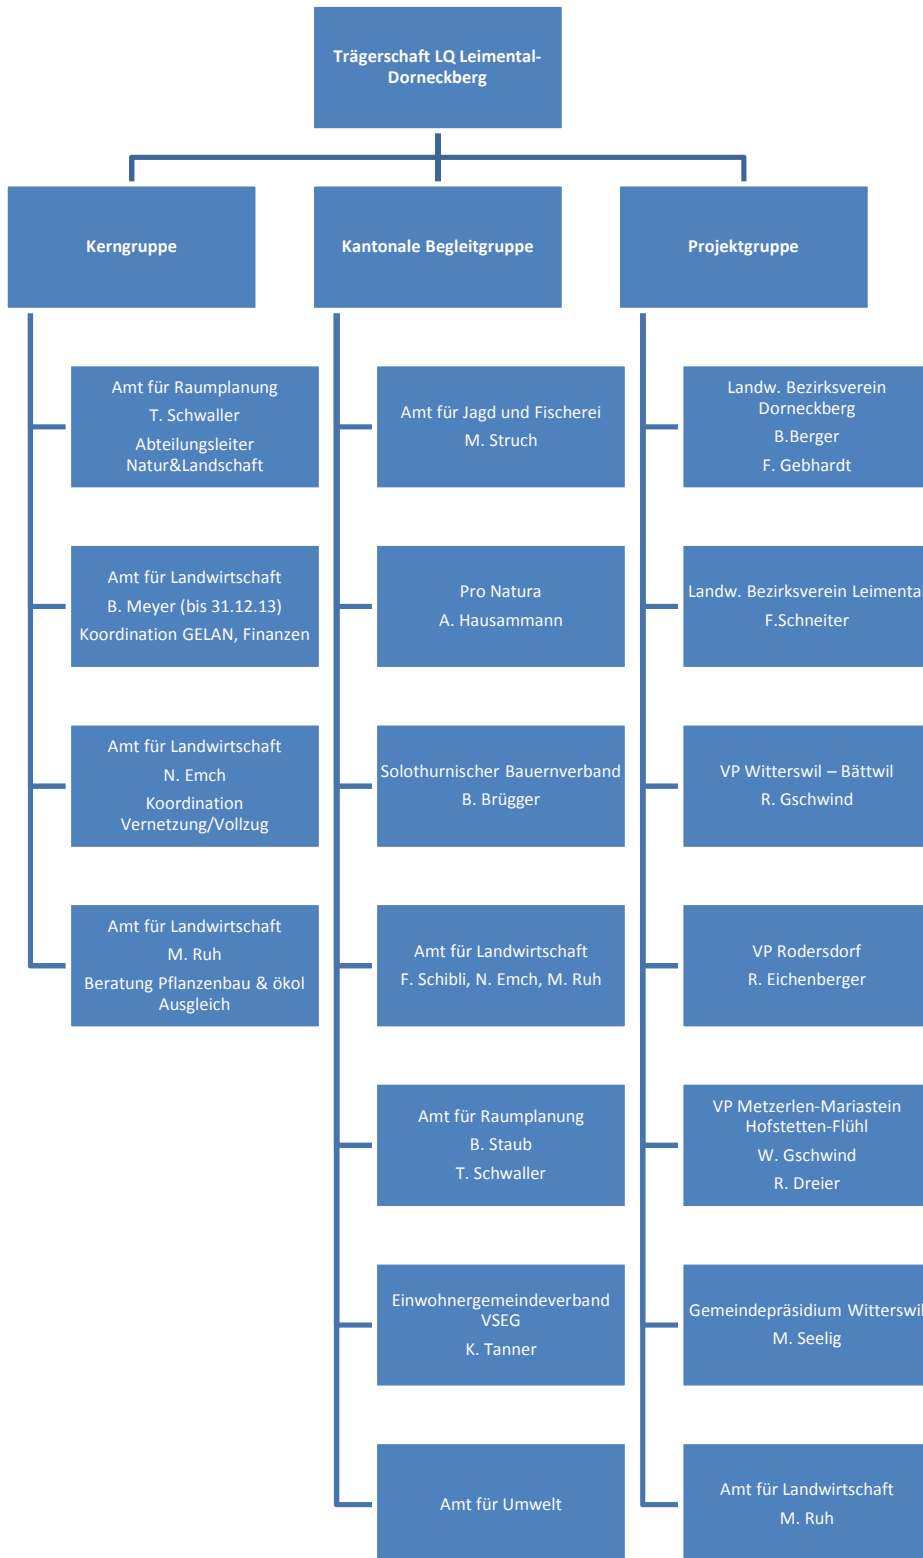 Trägerschaft LQ Leimental-
Dorneckberg
Kerngruppe
Kantonale Begleitgruppe
Projektgruppe
Amt für Raumplanung
T. Schwaller
Abteilungsleiter
Natur&Landschaft
Amt für Landwirtschaft
B. Meyer (bis 31.12.13)
Koordination GELAN, Finanzen
Amt für Landwirtschaft
N. Emch
Koordination
Vernetzung/Vollzug
Amt für Landwirtschaft
M. Ruh
Beratung Pflanzenbau & ökol
Ausgleich
Amt für Jagd und Fischerei
M. Struch
Pro Natura
A. Hausammann
Solothurnischer Bauernverband
B. Brügger
Amt für Landwirtschaft
F. Schibli, N. Emch, M. Ruh
Amt für Raumplanung
B. Staub
T. Schwaller
Einwohnergemeindeverband
VSEG
K. Tanner
Amt für Umwelt
Landw. Bezirksverein
Dorneckberg
B.Berger
F. Gebhardt
Landw. Bezirksverein Leimental
F.Schneiter
VP Witterswil – Bättwil
R. Gschwind
VP Rodersdorf
R. Eichenberger
VP Metzerlen-Mariastein
Hofstetten-Flühl
W. Gschwind
R. Dreier
Gemeindepräsidium Witterswil
M. Seelig
Amt für Landwirtschaft
M. Ruh